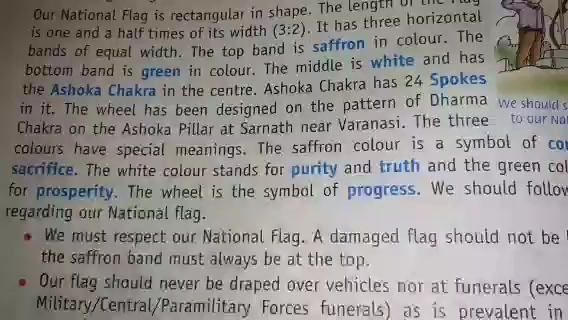 Our National Flag is rectangular in shape. The length of the Flag
is one and a half times of its width (3:2). It has three horizontal
bands of equal width. The top band is saffron in colour. The
bottom band is green in colour. The middle is white and has
the Ashoka Chakra in the centre. Ashoka Chakra has 24 Spokes
in it. The wheel has been designed on the pattern of Dharma
Chakra on the Ashoka Pillar at Sarnath near Varanasi. The three
colours have special meanings. The saffron colour is a symbol of
sacrifice. The white colour stands for purity and truth and the green
for prosperity. The wheel is the symbol of progress. We should
regarding our National flag.
• We must respect our National Flag. A damaged flag should not be
the saffron band must always be at the top.
• Our flag should never be draped over vehicles nor at funerals
Military/Central/Paramilitary Forces funerals) as is prevalent in
We should
to our